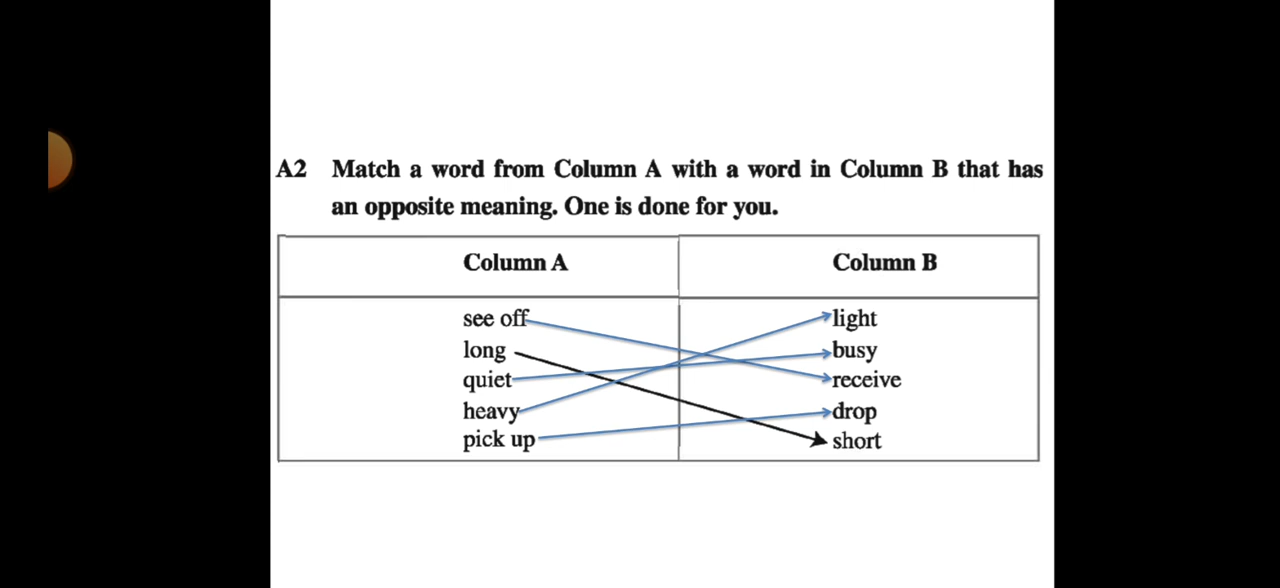 A2 Match a word from Column A with a word in Column B that has
an opposite meaning. One is done for you.
Column A Column B
see off light
long busy
quiet receive
heavy drop
pick up short